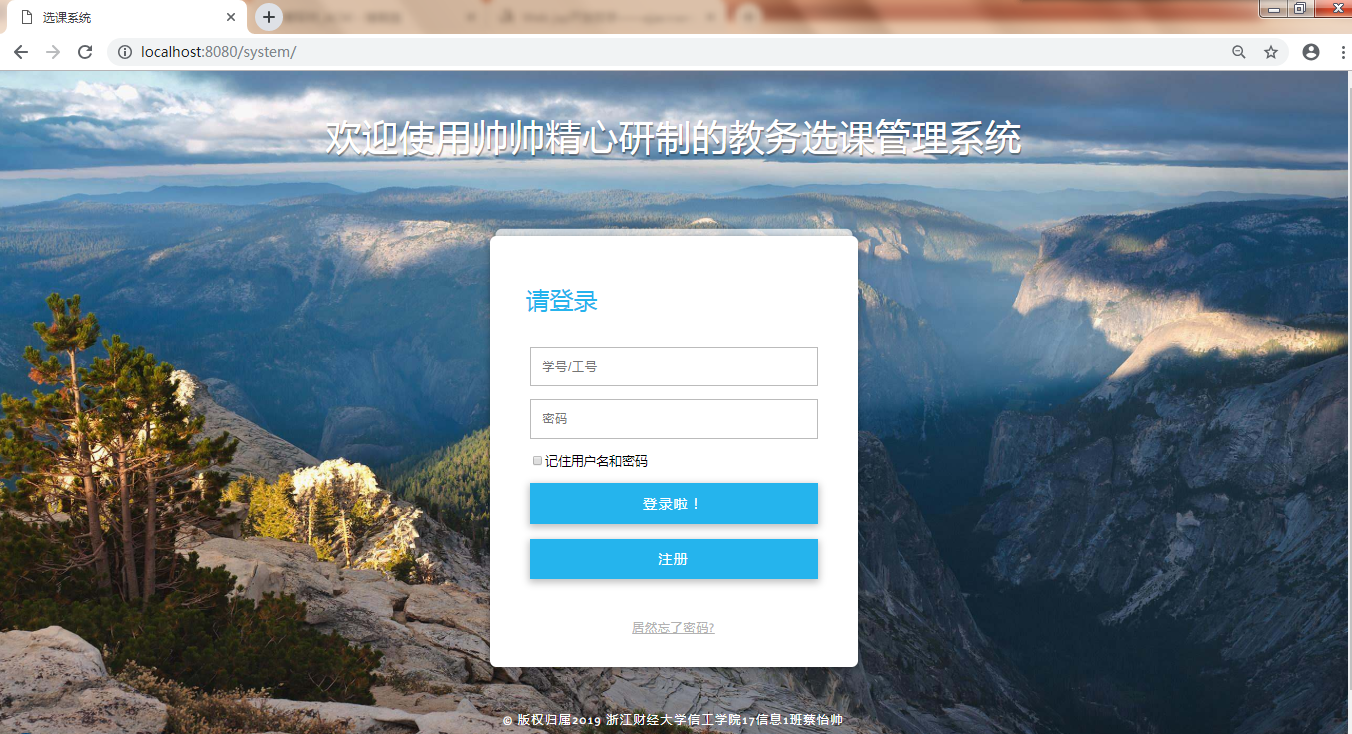 选课系统
localhost:8080/system/
欢迎使用帅帅精心研制的教务选课管理系统
请登录
学号/工号
密码
记住用户名和密码
登录啦！
注册
居然忘了密码?
© 版权归属2019 浙江财经大学信工学院17信息1班蔡怡帅